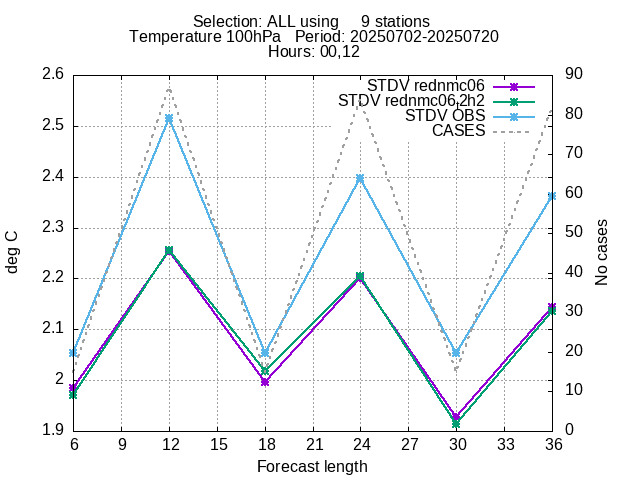 Selection: ALL using 9 stations
Temperature 100hPa Period: 20250702-20250720
Hours: 00,12
STDV rednmc06
STDV rednmc06.2h2
STDV OBS
CASES
2.6
2.5
2.4
2.3
2.2
2.1
2
1.9
deg C
90
80
70
60
50
40
30
20
10
0
No cases
6 9 12 15 18 21 24 27 30 33 36
Forecast length